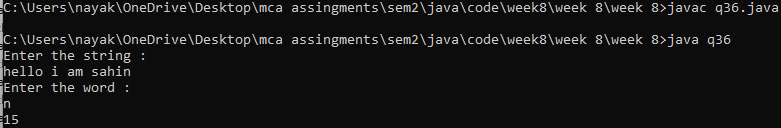 C:\Users\nayak\OneDrive\Desktop\mca assingments\sem2\java\code\week8\week 8\week 8>javac q36.java
C:\Users\nayak\OneDrive\Desktop\mca assingments\sem2\java\code\week8\week 8\week 8>java q36
Enter the string :
hello i am sahin
Enter the word :
n
15